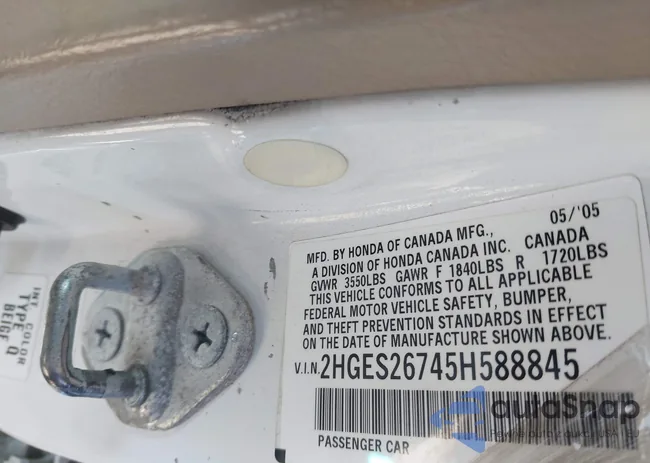 05/'05
MFD. BY HONDA OF CANADA MFG.,
A DIVISION OF HONDA CANADA INC. CANADA
GVWR 3550LBS GAWR F 1840LBS R 1720LBS
THIS VEHICLE CONFORMS TO ALL APPLICABLE
FEDERAL MOTOR VEHICLE SAFETY, BUMPER,
AND THEFT PREVENTION STANDARDS IN EFFECT
ON THE DATE OF MANUFACTURE SHOWN ABOVE.
V.I.N. 2HGES26745H588845
PASSENGER CAR
INT. COLOR
TYPE Q
BEIGE
autoSnap